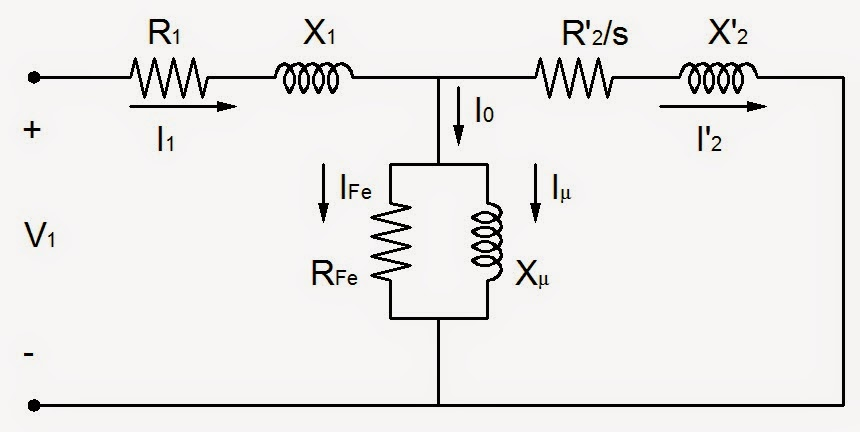 R1 X1 R'2/s X'2
+ I1 I0 I'2
IFe Iμ
V1
RFe Xμ
-